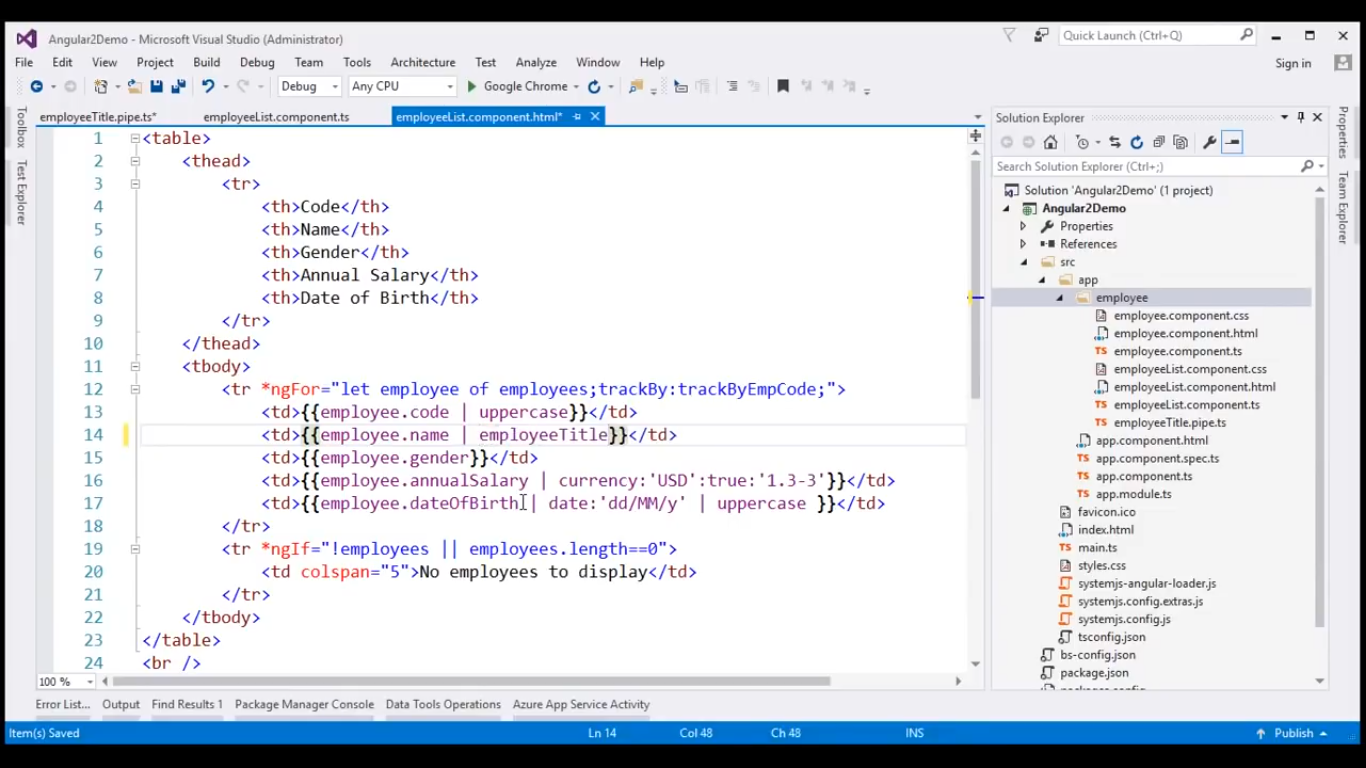 Angular2Demo - Microsoft Visual Studio (Administrator)
Quick Launch (Ctrl+Q)
File Edit View Project Build Debug Team Tools Architecture Test Analyze Window Help
Sign in
Debug Any CPU Google Chrome
Toolbox
Test Explorer
employeeTitle.pipe.ts* employeeList.component.ts employeeList.component.html*
1 <table>
2 <thead>
3 <tr>
4 <th>Code</th>
5 <th>Name</th>
6 <th>Gender</th>
7 <th>Annual Salary</th>
8 <th>Date of Birth</th>
9 </tr>
10 </thead>
11 <tbody>
12 <tr *ngFor="let employee of employees;trackBy:trackByEmpCode;">
13 <td>{{employee.code | uppercase}}</td>
14 <td>{{employee.name | employeeTitle}}</td>
15 <td>{{employee.gender}}</td>
16 <td>{{employee.annualSalary | currency:'USD':true:'1.3-3'}}</td>
17 <td>{{employee.dateOfBirth | date:'dd/MM/y' | uppercase }}</td>
18 </tr>
19 <tr *ngIf="!employees || employees.length==0">
20 <td colspan="5">No employees to display</td>
21 </tr>
22 </tbody>
23 </table>
24 <br />
100 %
Solution Explorer
Search Solution Explorer (Ctrl+;)
Solution 'Angular2Demo' (1 project)
Angular2Demo
Properties
References
src
app
employee
employee.component.css
employee.component.html
TS employee.component.ts
employeeList.component.css
employeeList.component.html
TS employeeList.component.ts
TS employeeTitle.pipe.ts
app.component.html
TS app.component.spec.ts
TS app.component.ts
TS app.module.ts
favicon.ico
index.html
TS main.ts
styles.css
systemjs-angular-loader.js
systemjs.config.extras.js
systemjs.config.js
tsconfig.json
bs-config.json
package.json
Properties
Team Explorer
Error List... Output Find Results 1 Package Manager Console Data Tools Operations Azure App Service Activity
Item(s) Saved Ln 14 Col 48 Ch 48 INS Publish